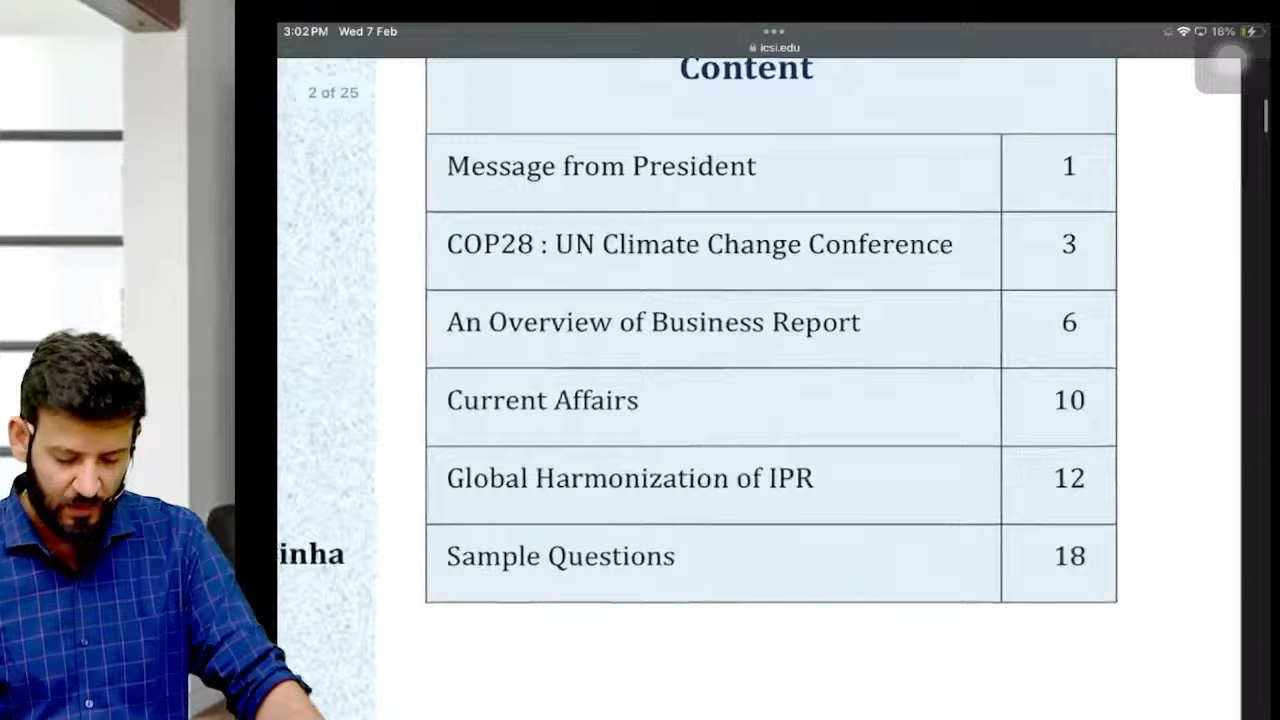 3:02 PM Wed 7 Feb
18%
icsi.edu
Content
2 of 25
Message from President 1
COP28 : UN Climate Change Conference 3
An Overview of Business Report 6
Current Affairs 10
Global Harmonization of IPR 12
inha
Sample Questions 18